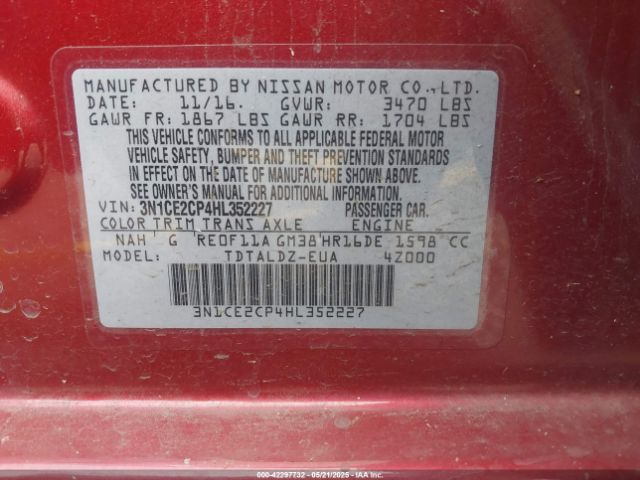 MANUFACTURED BY NISSAN MOTOR CO.,LTD.
DATE: 11/16. GVWR: 3470 LBS
GAWR FR: 1867 LBS GAWR RR: 1704 LBS
THIS VEHICLE CONFORMS TO ALL APPLICABLE FEDERAL MOTOR
VEHICLE SAFETY, BUMPER AND THEFT PREVENTION STANDARDS
IN EFFECT ON THE DATE OF MANUFACTURE SHOWN ABOVE.
SEE OWNER'S MANUAL FOR ADDITIONAL INFORMATION.
VIN: 3N1CE2CP4HL352227 PASSENGER CAR.
COLOR TRIM TRANS AXLE ENGINE
NAH G RE0F11A GM38 HR16DE 1598 CC
MODEL: TDTALDZ-EUA 4Z000
3N1CE2CP4HL352227
000-42297732 - 05/21/2025 - IAAI.com